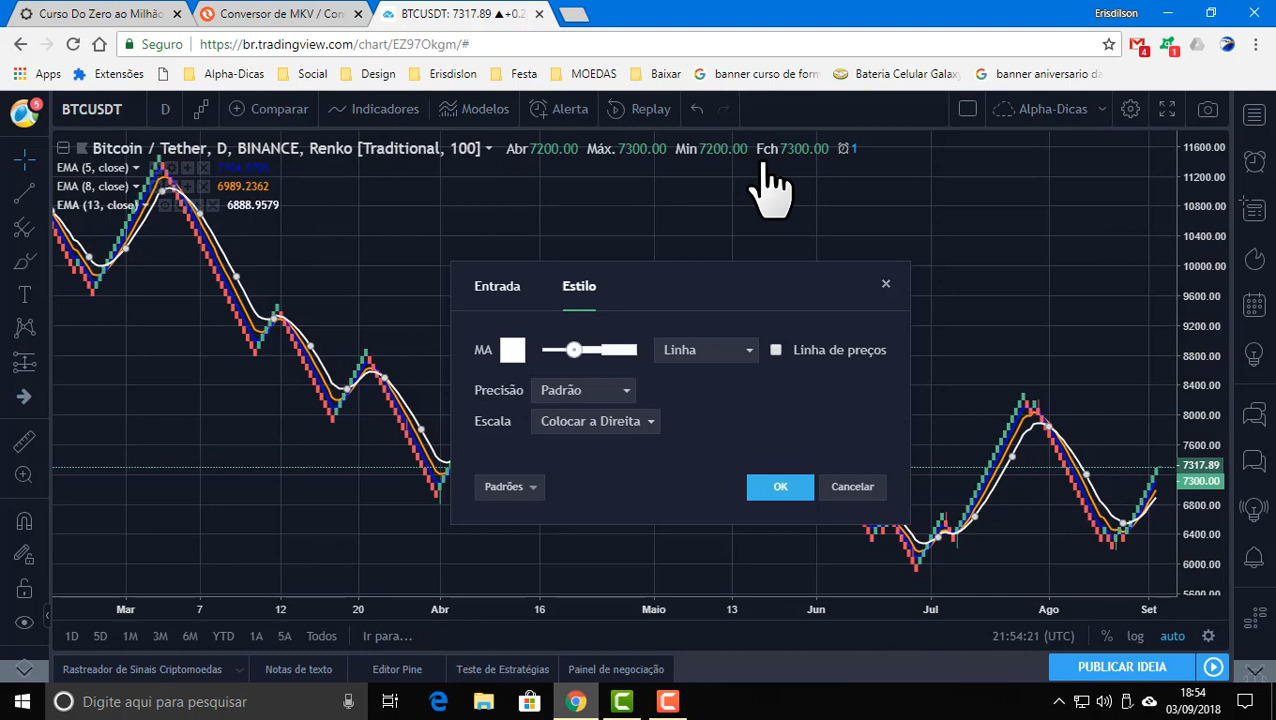 Curso Do Zero ao Milhão
Conversor de MKV / Con
BTCUSDT: 7317.89 ▲+0.2
Erisdilson
Seguro
https://br.tradingview.com/chart/EZ97Okgm/#
4
1
Apps
Extensões
Alpha-Dicas
Social
Design
Erisdilson
Festa
MOEDAS
Baixar
banner curso de form
Bateria Celular Galaxy
banner aniversario da
5
BTCUSDT
D
Comparar
Indicadores
Modelos
Alerta
Replay
Alpha-Dicas
Bitcoin / Tether, D, BINANCE, Renko [Traditional, 100]
Abr7200.00 Máx. 7300.00 Min7200.00 Fch7300.00
1
EMA (5, close)
EMA (8, close)
6989.2362
EMA (13, close)
6888.9579
11600.00
11200.00
10800.00
10400.00
10000.00
9600.00
9200.00
8800.00
8400.00
8000.00
7600.00
7317.89
7300.00
6800.00
6400.00
6000.00
5600.00
Entrada
Estilo
MA
Linha
Linha de preços
Precisão
Padrão
Escala
Colocar a Direita
Padrões
OK
Cancelar
Mar
7
12
20
Abr
16
Maio
13
Jun
Jul
Ago
Set
1D
5D
1M
3M
6M
YTD
1A
5A
Todos
Ir para...
21:54:21 (UTC)
%
log
auto
Rastreador de Sinais Criptomoedas
Notas de texto
Editor Pine
Teste de Estratégias
Painel de negociação
PUBLICAR IDEIA
Digite aqui para pesquisar
18:54
03/09/2018